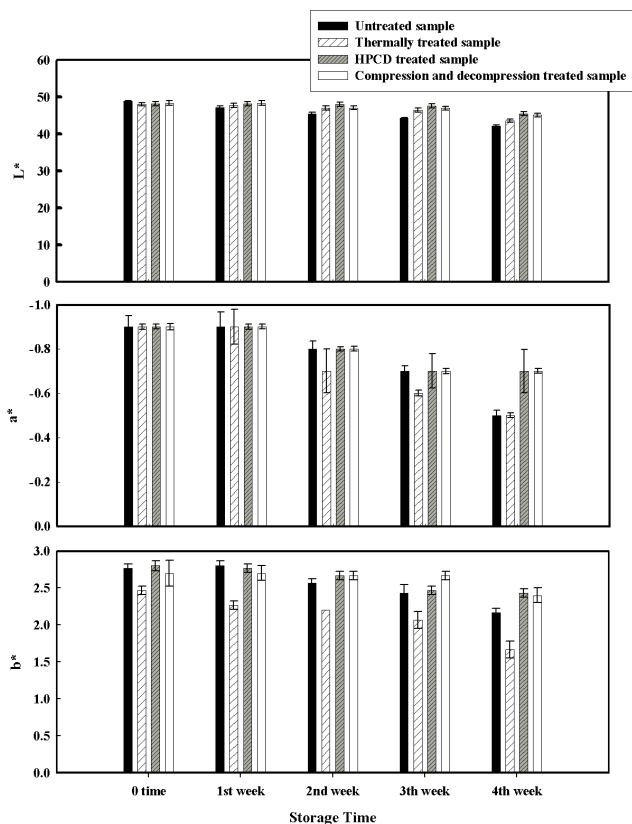 Untreated sample
Thermally treated sample
HPCD treated sample
Compression and decompression treated sample
60
50
40
30
20
10
0
L*
-1.0
-0.8
-0.6
-0.4
-0.2
0.0
a*
3.0
2.5
2.0
1.5
1.0
0.5
0.0
b*
0 time 1st week 2nd week 3th week 4th week
Storage Time